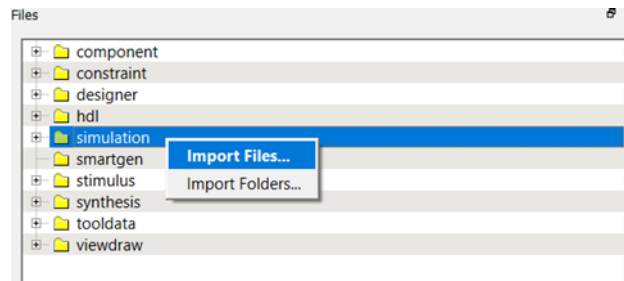 Files
component
constraint
designer
hdl
simulation
Import Files...
smartgen
Import Folders...
stimulus
synthesis
tooldata
viewdraw